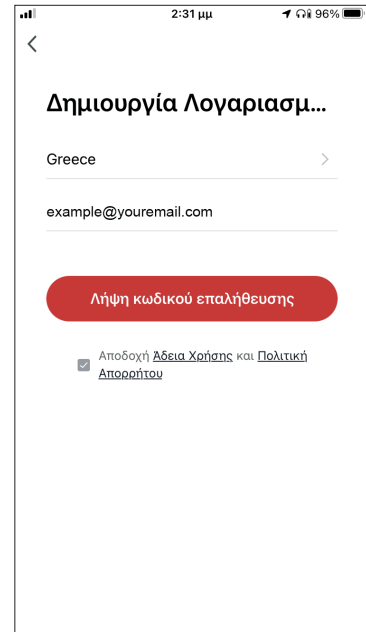 2:31 μμ 96%
Δημιουργία Λογαριασμ...
Greece
example@youremail.com
Λήψη κωδικού επαλήθευσης
Αποδοχή Άδεια Χρήσης και Πολιτική
Απορρήτου